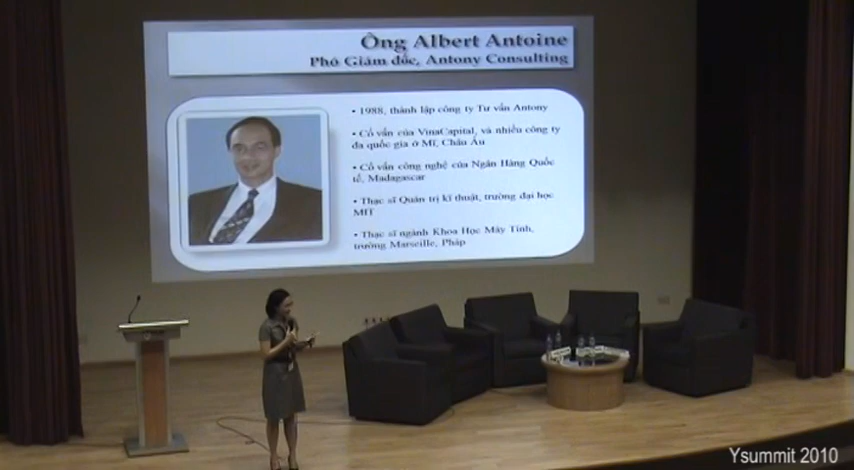 Ông Albert Antoine
Phó Giám đốc, Antony Consulting
• 1988, thành lập công ty Tư vấn Antony
• Cố vấn của VinaCapital, và nhiều công ty
đa quốc gia ở Mĩ, Châu Âu
• Cố vấn công nghệ của Ngân Hàng Quốc
tế, Madagascar
• Thạc sĩ Quản trị kĩ thuật, trường đại học
MIT
• Thạc sĩ ngành Khoa Học Máy Tính,
trường Marseille, Pháp
Ysummit 2010